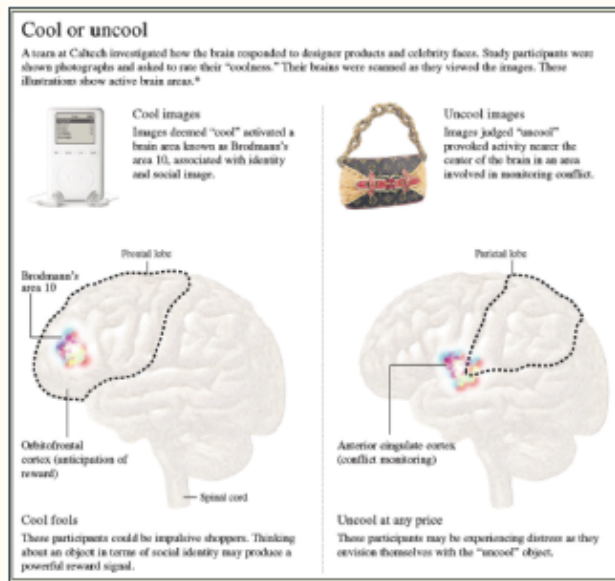 Cool or uncool
A team at Caltech investigated how the brain responded to designer products and celebrity faces. Study participants were
shown photographs and asked to rate their “coolness.” Their brains were scanned as they viewed the images. These
illustrations show active brain areas.*
Cool images
Images deemed “cool” activated a
brain area known as Brodmann’s
area 10, associated with identity
and social image.
Uncool images
Images judged “uncool”
provoked activity nearer the
center of the brain in an area
involved in monitoring conflict.
Frontal lobe
Brodmann’s
area 10
Orbitofrontal
cortex (anticipation of
reward)
Spinal cord
Parietal lobe
Anterior cingulate cortex
(conflict monitoring)
Cool fools
These participants could be impulsive shoppers. Thinking
about an object in terms of social identity may produce a
powerful reward signal.
Uncool at any price
These participants may be experiencing distress as they
envision themselves with the “uncool” object.